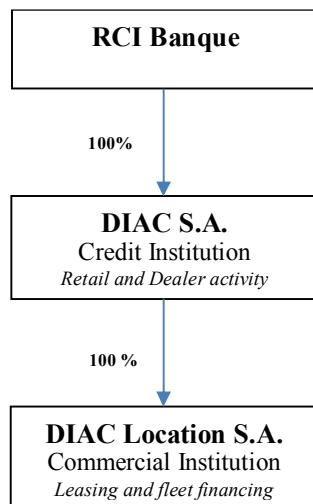 RCI Banque
100%
DIAC S.A.
Credit Institution
Retail and Dealer activity
100 %
DIAC Location S.A.
Commercial Institution
Leasing and fleet financing